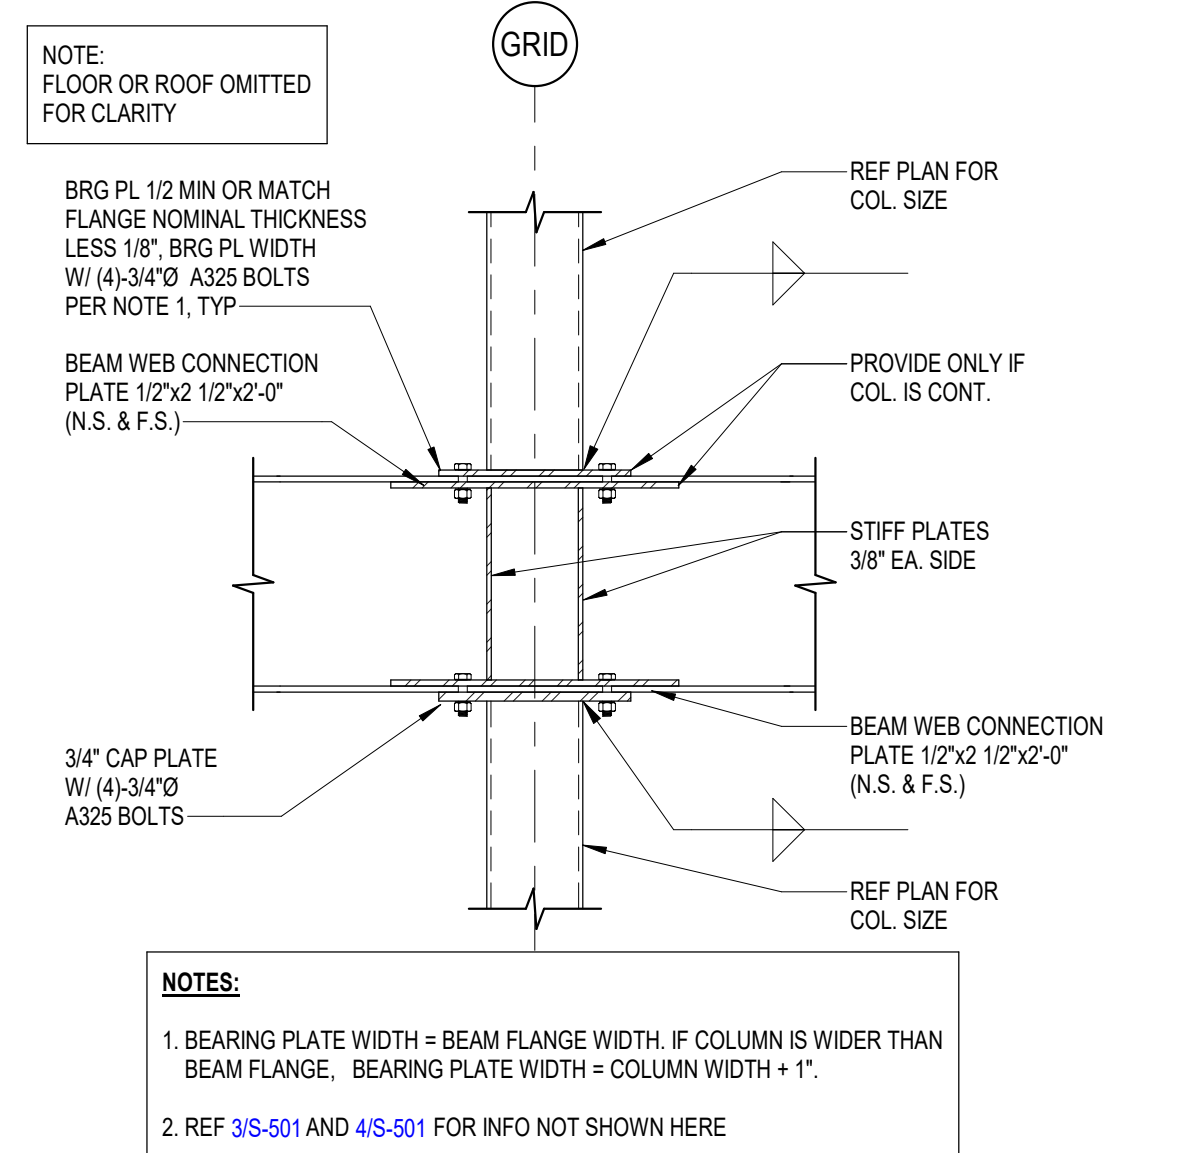 GRID
NOTE:
FLOOR OR ROOF OMITTED
FOR CLARITY
BRG PL 1/2 MIN OR MATCH
FLANGE NOMINAL THICKNESS
LESS 1/8", BRG PL WIDTH
W/ (4)-3/4"Ø A325 BOLTS
PER NOTE 1, TYP
REF PLAN FOR
COL. SIZE
BEAM WEB CONNECTION
PLATE 1/2"x2 1/2"x2'-0"
(N.S. & F.S.)
PROVIDE ONLY IF
COL. IS CONT.
STIFF PLATES
3/8" EA. SIDE
3/4" CAP PLATE
W/ (4)-3/4"Ø
A325 BOLTS
BEAM WEB CONNECTION
PLATE 1/2"x2 1/2"x2'-0"
(N.S. & F.S.)
REF PLAN FOR
COL. SIZE
NOTES:
1. BEARING PLATE WIDTH = BEAM FLANGE WIDTH. IF COLUMN IS WIDER THAN
BEAM FLANGE, BEARING PLATE WIDTH = COLUMN WIDTH + 1".
2. REF 3/S-501 AND 4/S-501 FOR INFO NOT SHOWN HERE